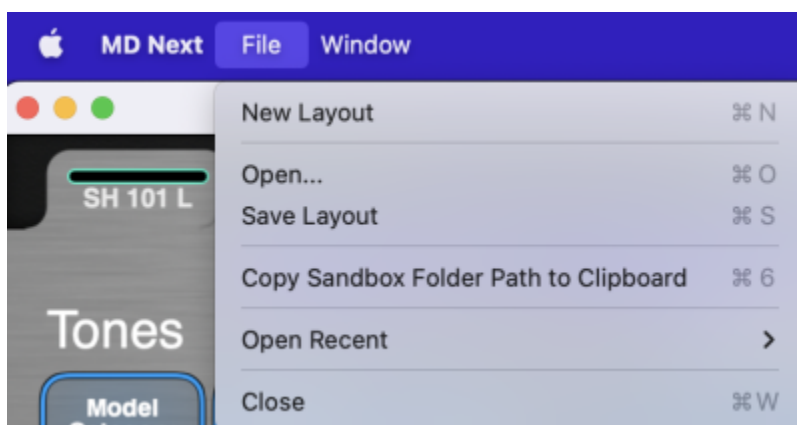 MD Next File Window
New Layout ⌘ N
Open... ⌘ O
Save Layout ⌘ S
Copy Sandbox Folder Path to Clipboard ⌘ 6
Open Recent >
Close ⌘ W
SH 101 L
Tones
Model